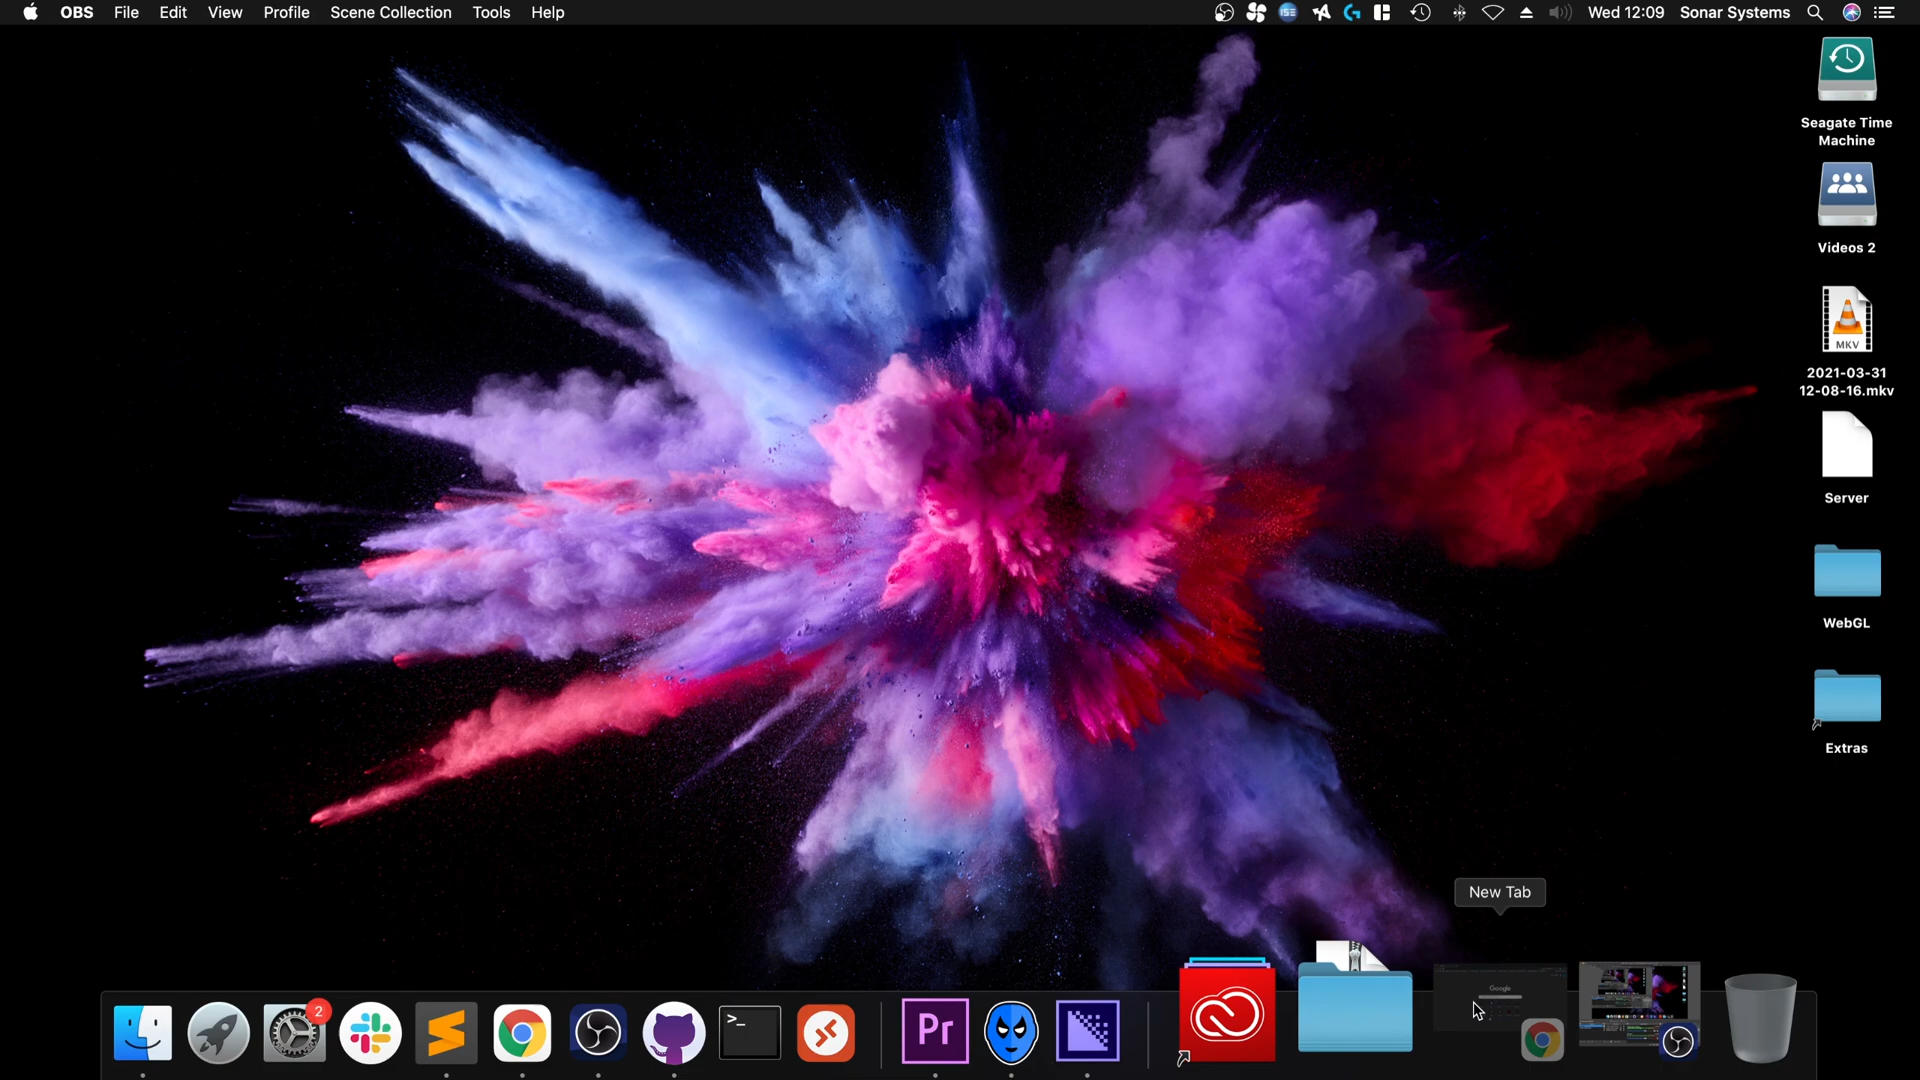 OBS File Edit View Profile Scene Collection Tools Help
ISE Wed 12:09 Sonar Systems
Seagate Time
Machine
Videos 2
MKV
2021-03-31
12-08-16.mkv
Server
WebGL
Extras
New Tab
Google
2
>_
Pr